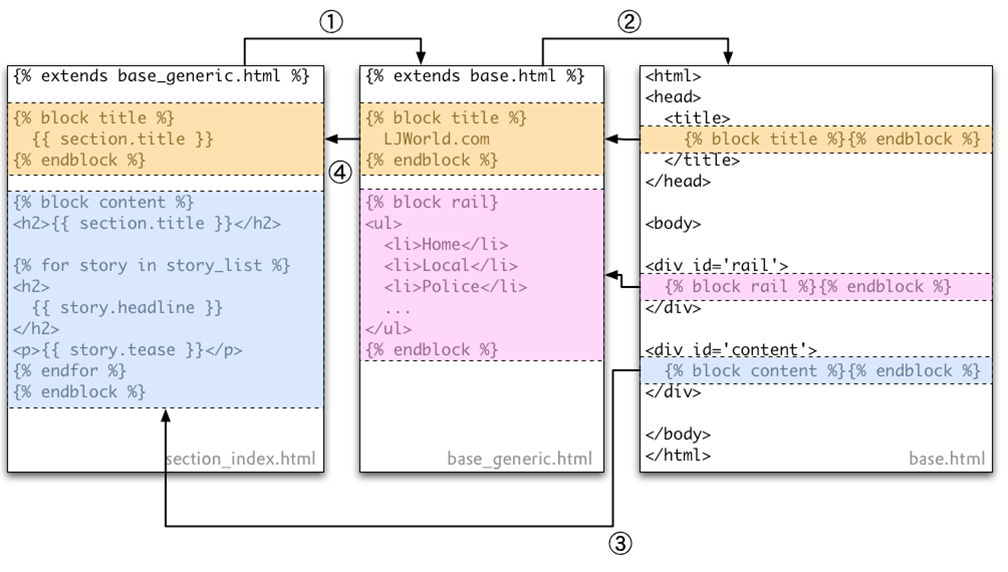 ①
②
{% extends base_generic.html %}
{% block title %}
{{ section.title }}
{% endblock %}
④
{% block content %}
<h2>{{ section.title }}</h2>
{% for story in story_list %}
<h2>
{{ story.headline }}
</h2>
<p>{{ story.tease }}</p>
{% endfor %}
{% endblock %}
section_index.html
{% extends base.html %}
{% block title %}
LJWorld.com
{% endblock %}
{% block rail}
<ul>
<li>Home</li>
<li>Local</li>
<li>Police</li>
...
</ul>
{% endblock %}
base_generic.html
<html>
<head>
<title>
{% block title %}{% endblock %}
</title>
</head>
<body>
<div id='rail'>
{% block rail %}{% endblock %}
</div>
<div id='content'>
{% block content %}{% endblock %}
</div>
</body>
</html>
base.html
③